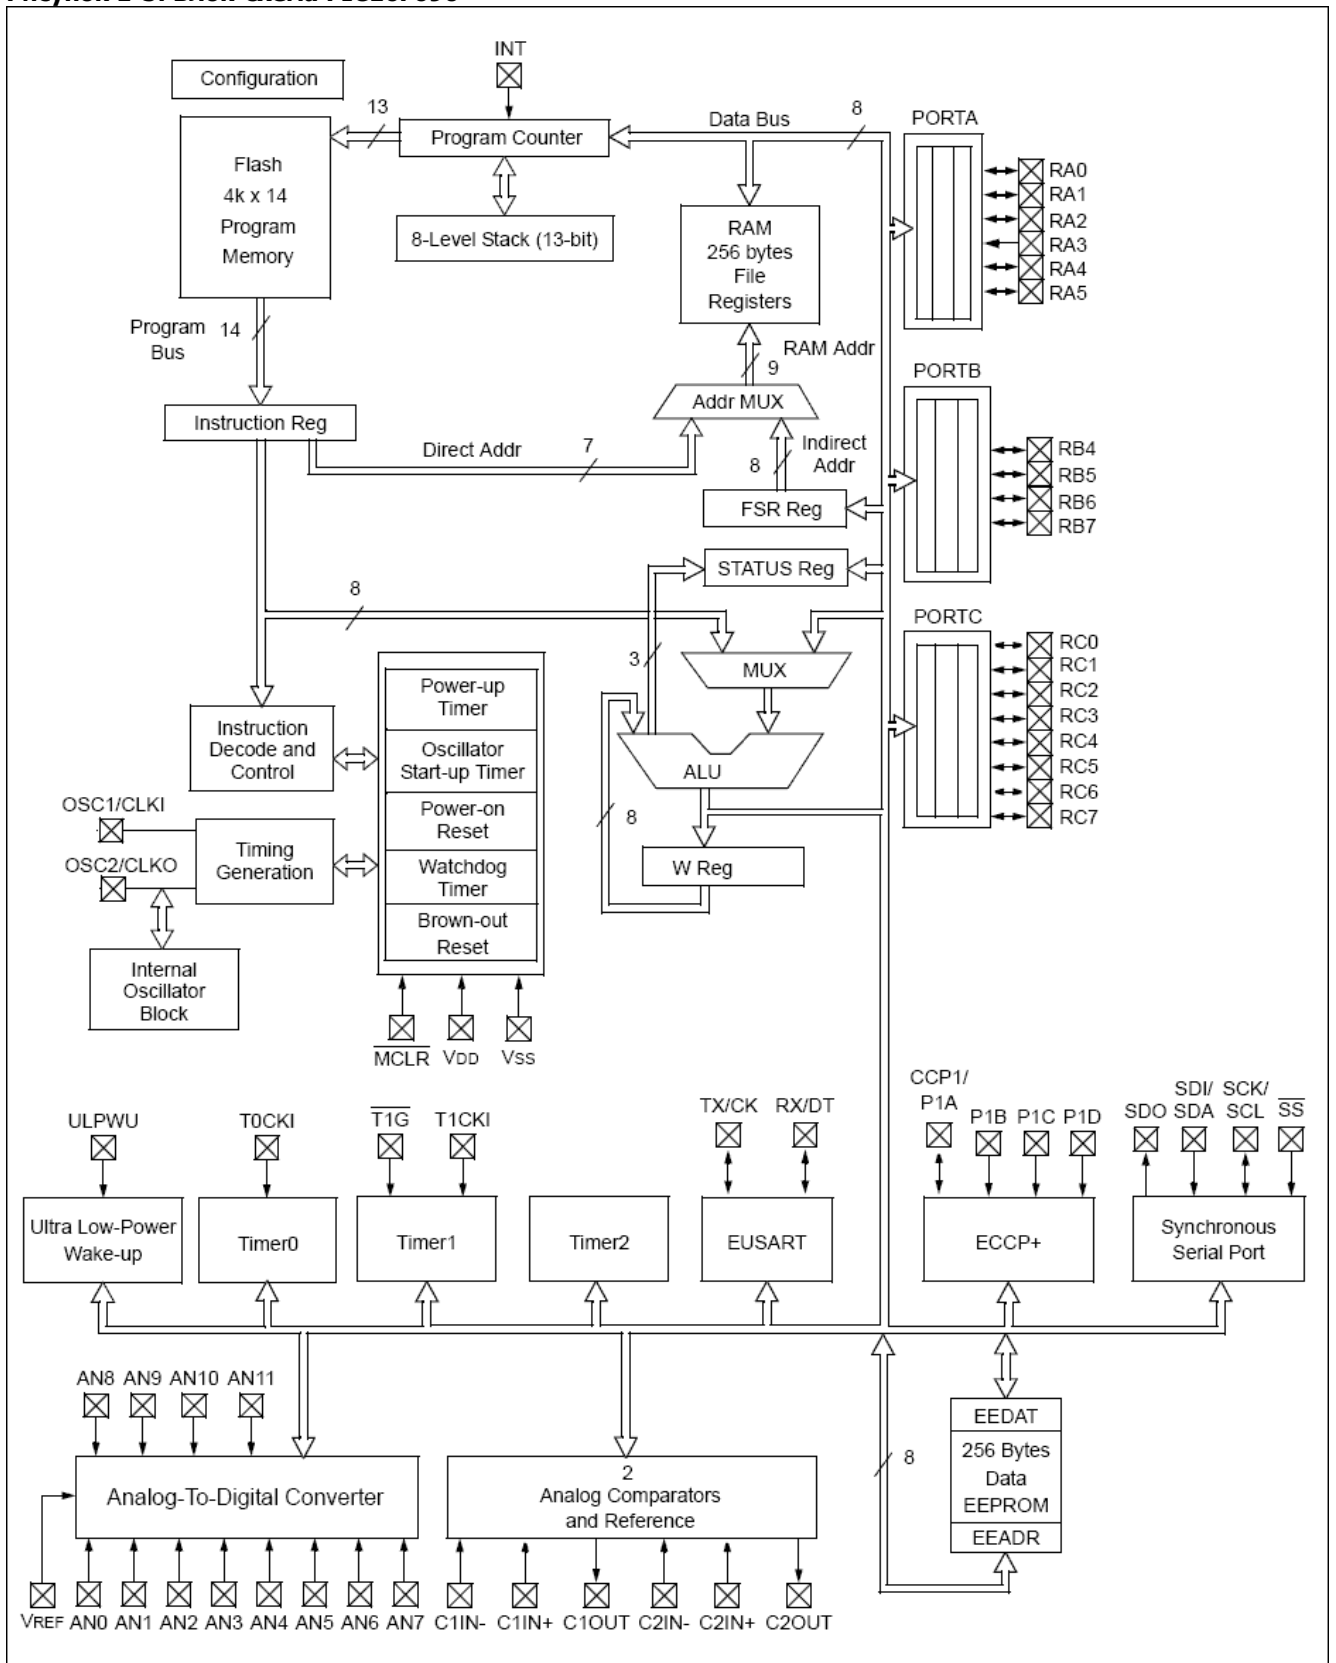 INT
Configuration
13
Program Counter
Data Bus
8
PORTA
Flash
4k x 14
Program
Memory
8-Level Stack (13-bit)
RAM
256 bytes
File
Registers
RA0
RA1
RA2
RA3
RA4
RA5
Program
Bus
14
RAM Addr
9
PORTB
Addr MUX
Instruction Reg
Direct Addr
7
Indirect
Addr
8
FSR Reg
RB4
RB5
RB6
RB7
STATUS Reg
8
PORTC
3
MUX
RC0
RC1
RC2
RC3
RC4
RC5
RC6
RC7
Power-up
Timer
Instruction
Decode and
Control
Oscillator
Start-up Timer
ALU
OSC1/CLKI
Power-on
Reset
8
Timing
Generation
OSC2/CLKO
Watchdog
Timer
W Reg
Brown-out
Reset
Internal
Oscillator
Block
MCLR
VDD
VSS
ULPWU
T0CKI
T1G
T1CKI
TX/CK
RX/DT
CCP1/
P1A
P1B
P1C
P1D
SDO
SDI/
SDA
SCK/
SCL
SS
Ultra Low-Power
Wake-up
Timer0
Timer1
Timer2
EUSART
ECCP+
Synchronous
Serial Port
AN8
AN9
AN10
AN11
EEDAT
256 Bytes
Data
EEPROM
EEADR
8
Analog-To-Digital Converter
2
Analog Comparators
and Reference
VREF
AN0
AN1
AN2
AN3
AN4
AN5
AN6
AN7
C1IN-
C1IN+
C1OUT
C2IN-
C2IN+
C2OUT